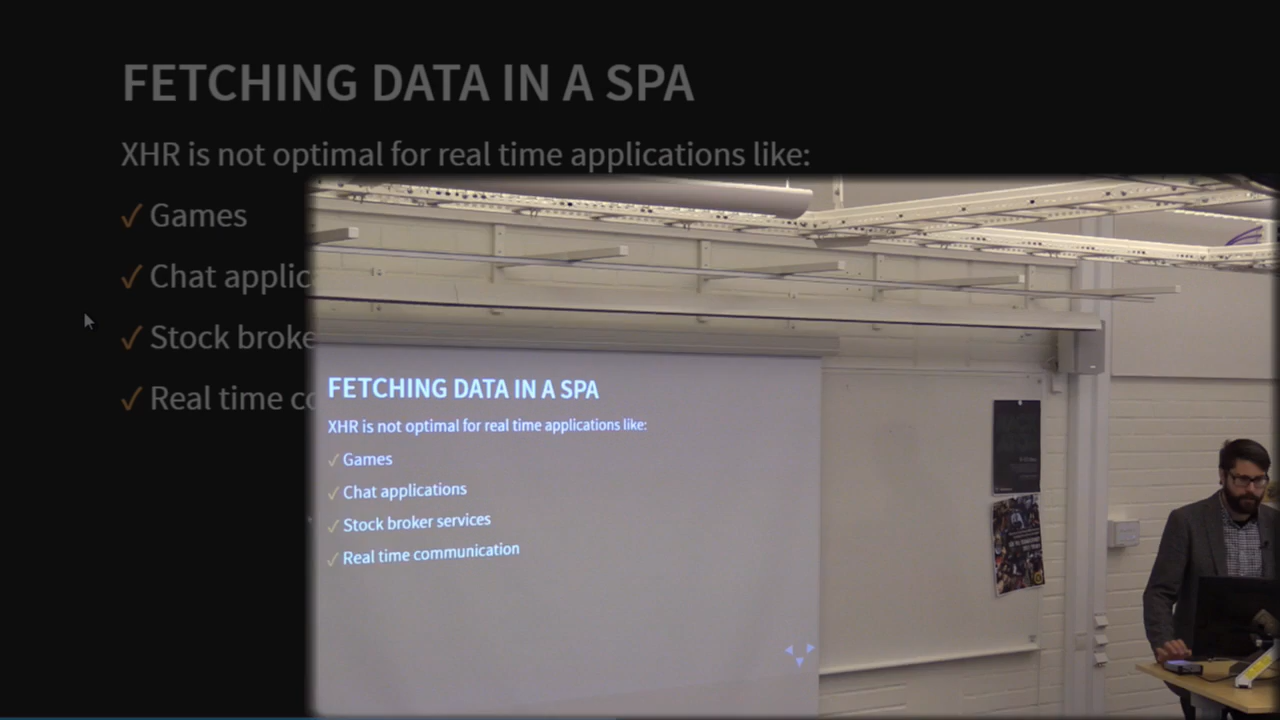 FETCHING DATA IN A SPA
XHR is not optimal for real time applications like:
✓ Games
✓ Chat applic
✓ Stock broke
✓ Real time co
FETCHING DATA IN A SPA
XHR is not optimal for real time applications like:
✓ Games
✓ Chat applications
✓ Stock broker services
✓ Real time communication